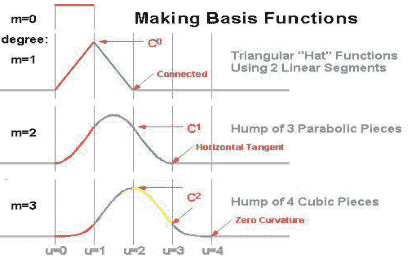 m=0
Making Basis Functions
degree:
m=1
C0
Connected
Triangular "Hat" Functions
Using 2 Linear Segments
m=2
C1
Horizontal Tangent
Hump of 3 Parabolic Pieces
m=3
C2
Zero Curvature
Hump of 4 Cubic Pieces
u=0 u=1 u=2 u=3 u=4